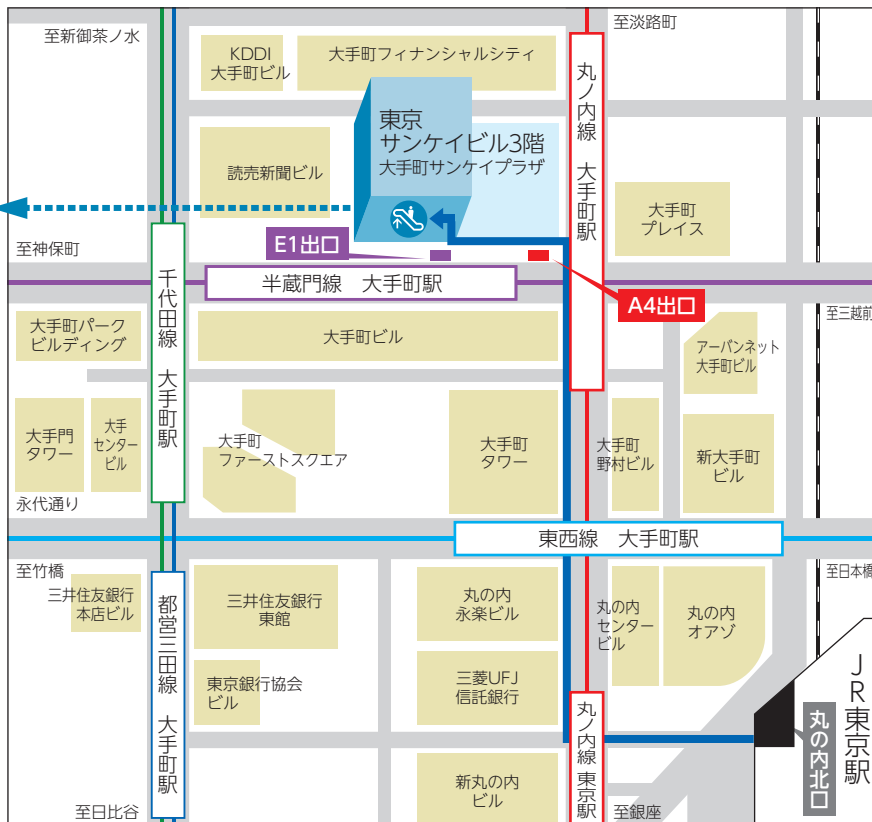 至新御茶ノ水
至淡路町
KDDI
大手町ビル
大手町フィナンシャルシティ
丸ノ内線 大手町駅
東京
サンケイビル3階
大手町サンケイプラザ
読売新聞ビル
大手町
プレイス
E1出口
至神保町
半蔵門線 大手町駅
A4出口
至三越前
千代田線 大手町駅
大手町パーク
ビルディング
大手町ビル
アーバンネット
大手町ビル
大手門
タワー
大手
センター
ビル
大手町
ファーストスクエア
大手町
タワー
大手町
野村ビル
新大手町
ビル
永代通り
東西線 大手町駅
至竹橋
至日本橋
三井住友銀行
本店ビル
都営三田線 大手町駅
三井住友銀行
東館
丸の内
永楽ビル
丸の内
センター
ビル
丸の内
オアゾ
東京銀行協会
ビル
三菱UFJ
信託銀行
JR東京駅
丸の内北口
丸ノ内線 東京駅
新丸の内
ビル
至日比谷
至銀座